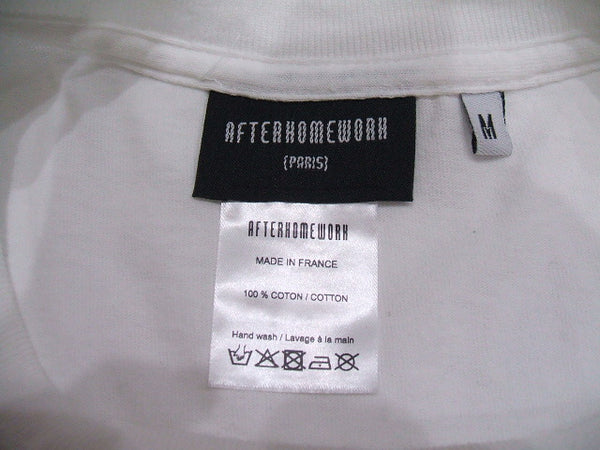 AFTERHOMEWORK
(PARIS)
M
AFTERHOMEWORK
MADE IN FRANCE
100 % COTON / COTTON
Hand wash / Lavage à la main